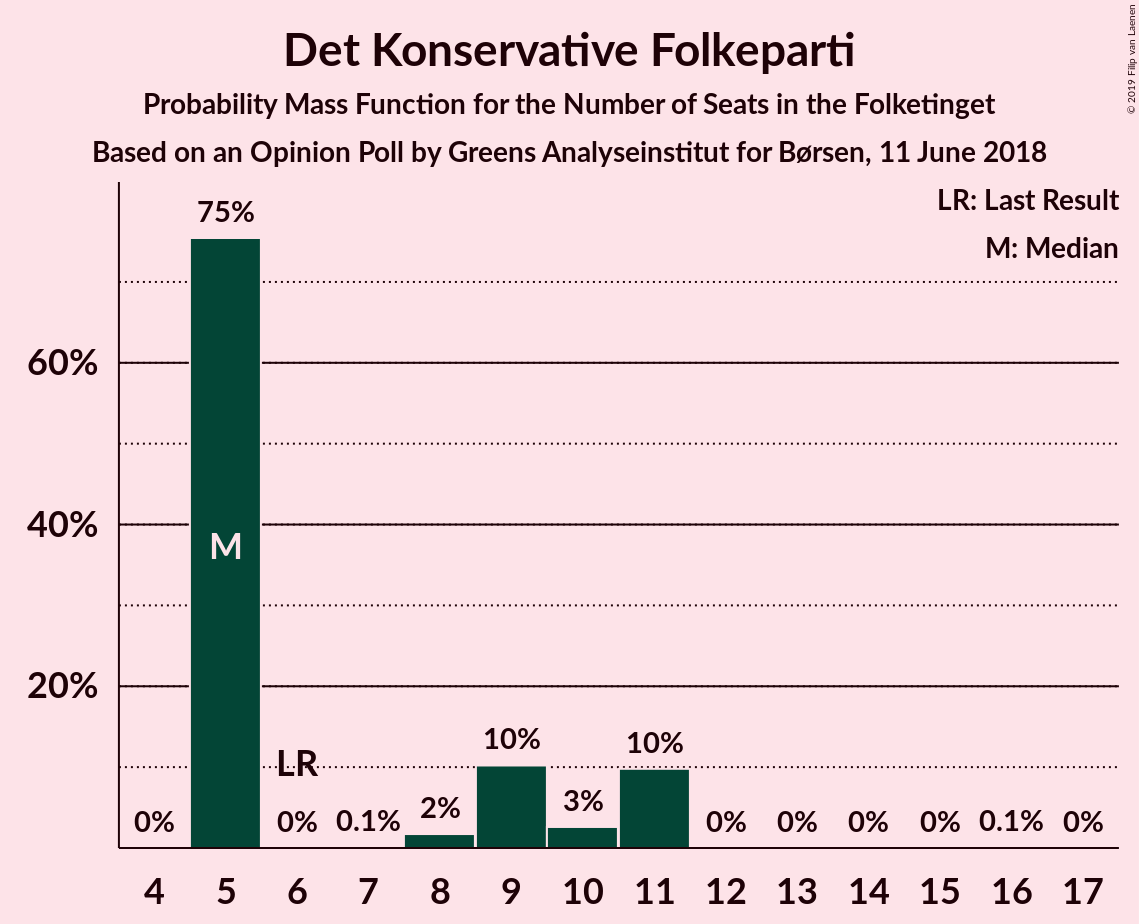 Det Konservative Folkeparti
Probability Mass Function for the Number of Seats in the Folketinget
Based on an Opinion Poll by Greens Analyseinstitut for Børsen, 11 June 2018
© 2019 Filip van Laenen
LR: Last Result
M: Median
75%
60%
40%
M
20%
LR
0%
0%
0.1%
2%
10%
3%
10%
0%
0%
0%
0%
0.1%
0%
4 5 6 7 8 9 10 11 12 13 14 15 16 17